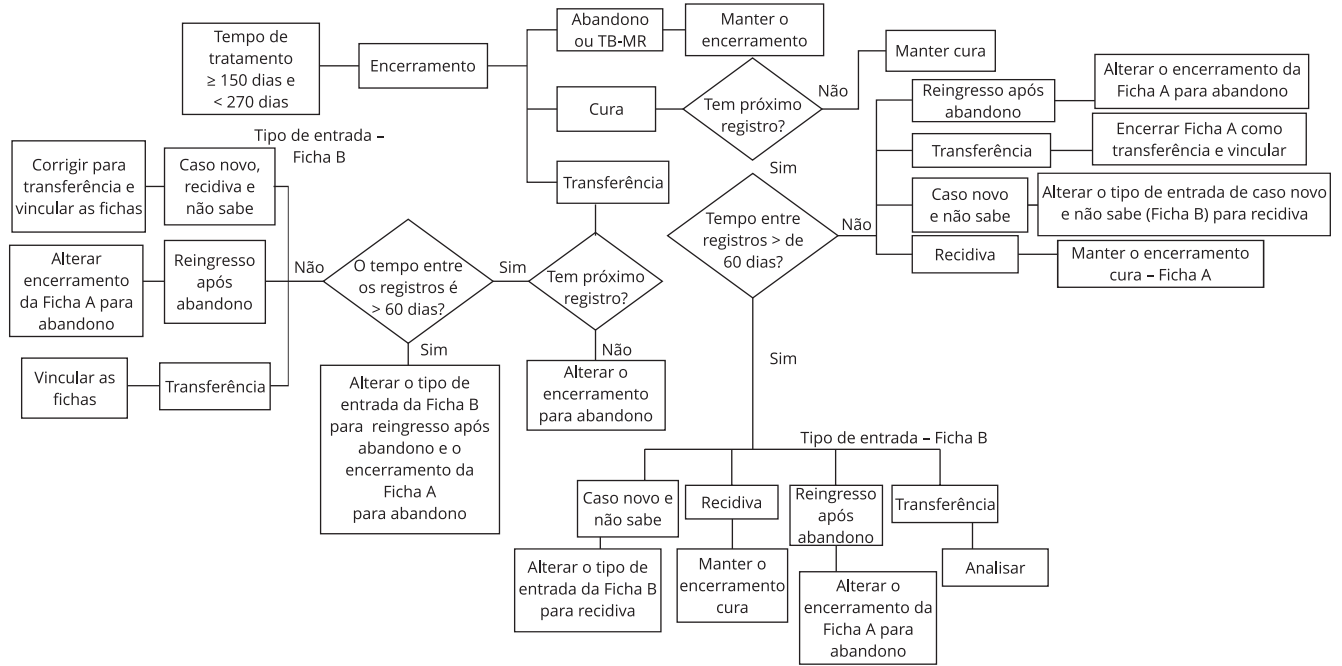 Tempo de
tratamento
≥ 150 dias e
< 270 dias
Encerramento
Abandono
ou TB-MR
Manter o
encerramento
Cura
Tem próximo
registro?
Não
Manter cura
Sim
Transferência
Tempo entre
registros > de
60 dias?
Não
Reingresso após
abandono
Alterar o encerramento da
Ficha A para abandono
Transferência
Encerrar Ficha A como
transferência e vincular
Caso novo
e não sabe
Alterar o tipo de entrada de caso novo
e não sabe (Ficha B) para recidiva
Recidiva
Manter o encerramento
cura – Ficha A
Tipo de entrada –
Ficha B
Corrigir para
transferência e
vincular as fichas
Caso novo,
recidiva e
não sabe
Alterar
encerramento
da Ficha A para
abandono
Reingresso
após
abandono
Não
O tempo entre
os registros é
> 60 dias?
Sim
Tem próximo
registro?
Vincular as
fichas
Transferência
Sim
Não
Alterar o tipo de
entrada da Ficha B
para reingresso após
abandono e o
encerramento da
Ficha A
para abandono
Alterar o
encerramento
para abandono
Sim
Tipo de entrada – Ficha B
Caso novo e
não sabe
Recidiva
Reingresso
após
abandono
Transferência
Alterar o tipo de
entrada da Ficha B
para recidiva
Manter o
encerramento
cura
Alterar o
encerramento da
Ficha A para
abandono
Analisar